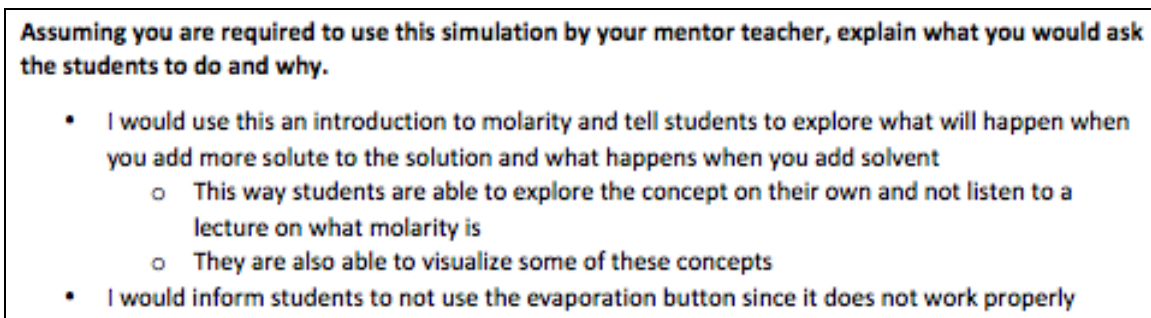 Assuming you are required to use this simulation by your mentor teacher, explain what you would ask
the students to do and why.
• I would use this an introduction to molarity and tell students to explore what will happen when
you add more solute to the solution and what happens when you add solvent
o This way students are able to explore the concept on their own and not listen to a
lecture on what molarity is
o They are also able to visualize some of these concepts
• I would inform students to not use the evaporation button since it does not work properly